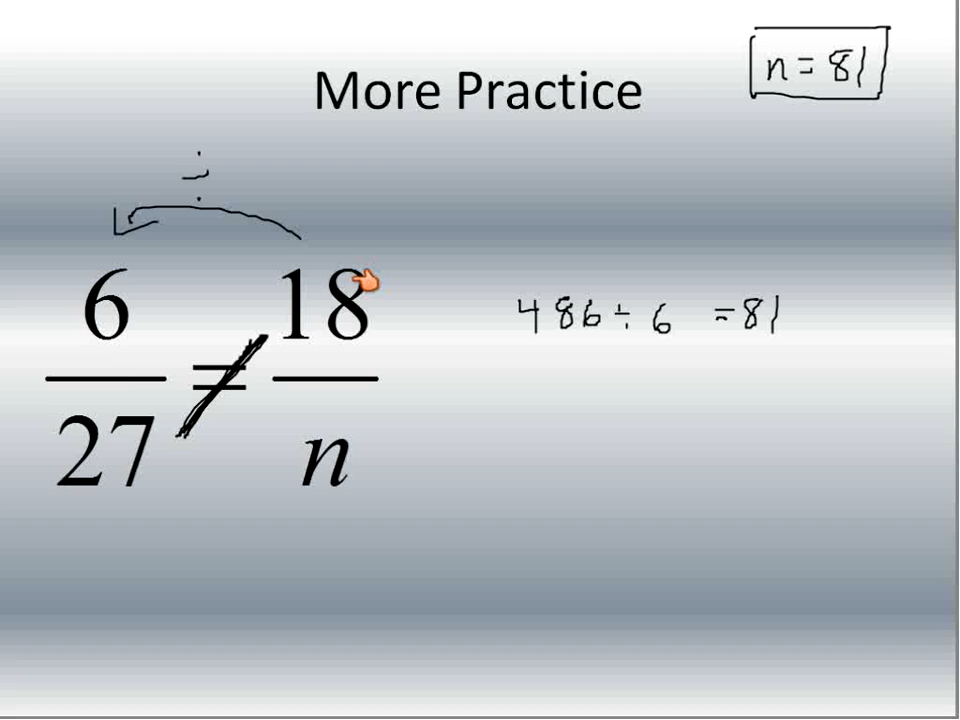 n = 81
More Practice
÷
6 18
= 
27 n
486 ÷ 6 = 81